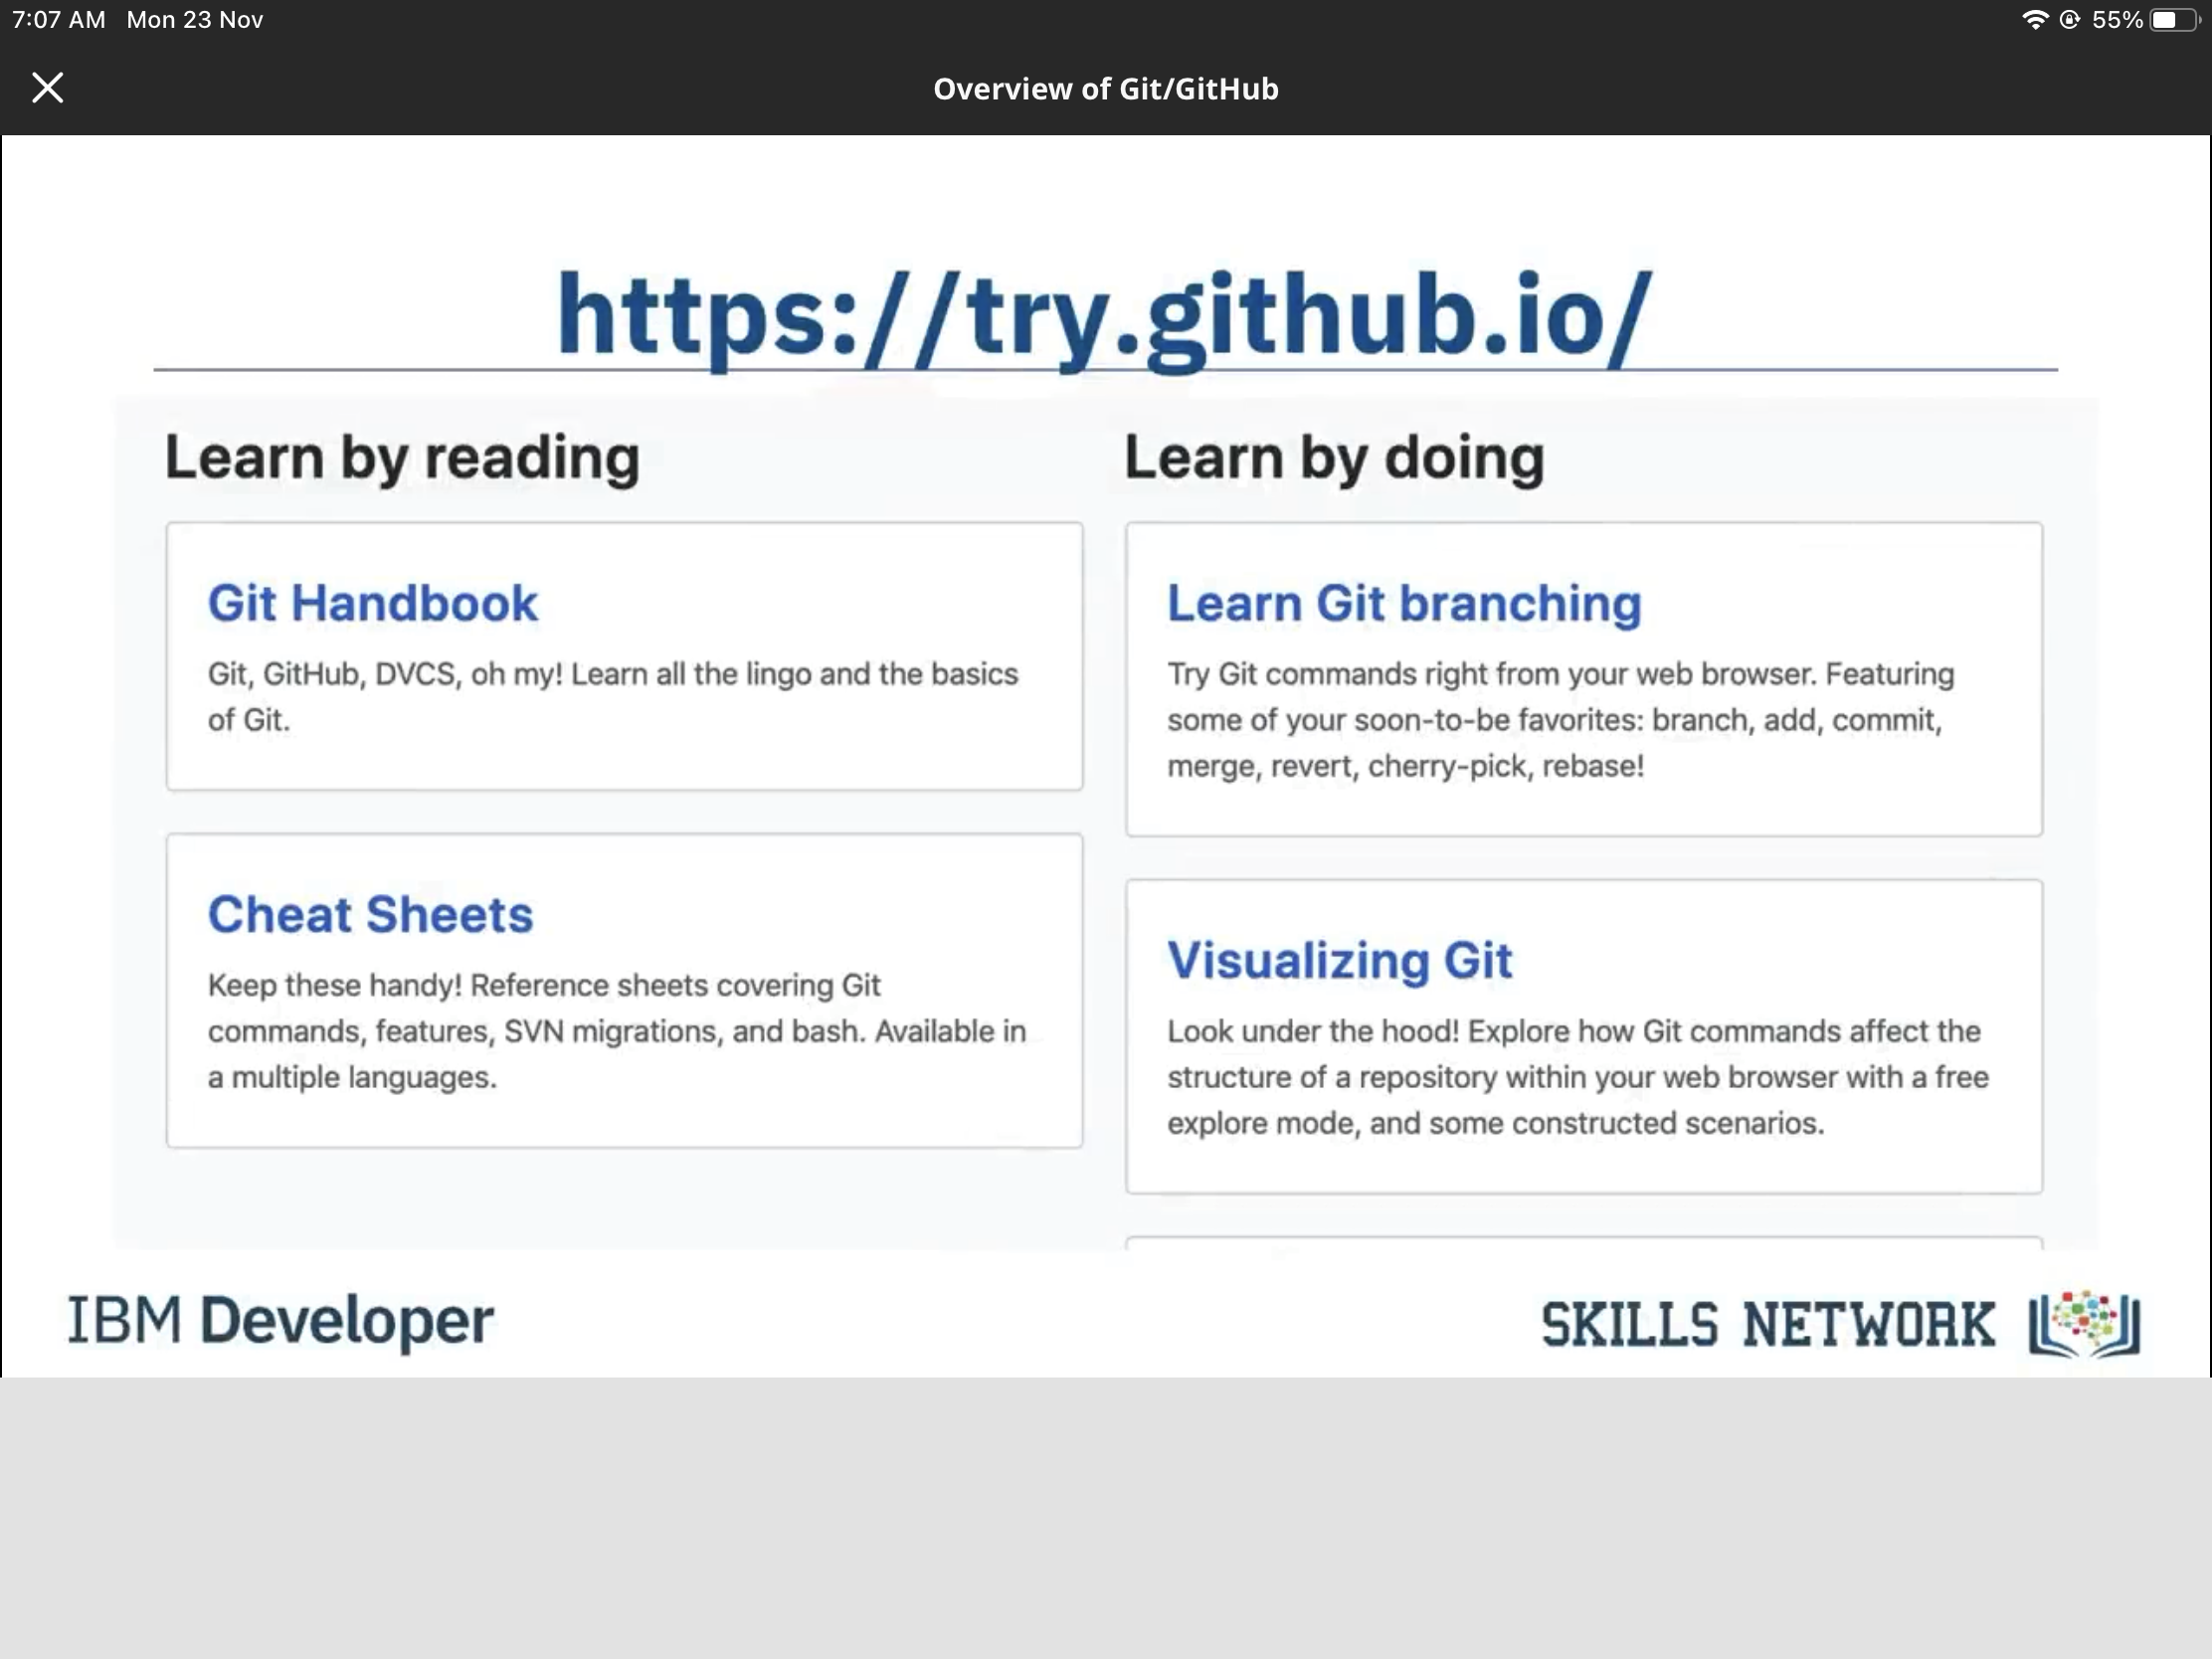 7:07 AM Mon 23 Nov
55%
Overview of Git/GitHub
https://try.github.io/
Learn by reading
Git Handbook
Git, GitHub, DVCS, oh my! Learn all the lingo and the basics
of Git.
Cheat Sheets
Keep these handy! Reference sheets covering Git
commands, features, SVN migrations, and bash. Available in
a multiple languages.
Learn by doing
Learn Git branching
Try Git commands right from your web browser. Featuring
some of your soon-to-be favorites: branch, add, commit,
merge, revert, cherry-pick, rebase!
Visualizing Git
Look under the hood! Explore how Git commands affect the
structure of a repository within your web browser with a free
explore mode, and some constructed scenarios.
IBM Developer
SKILLS NETWORK